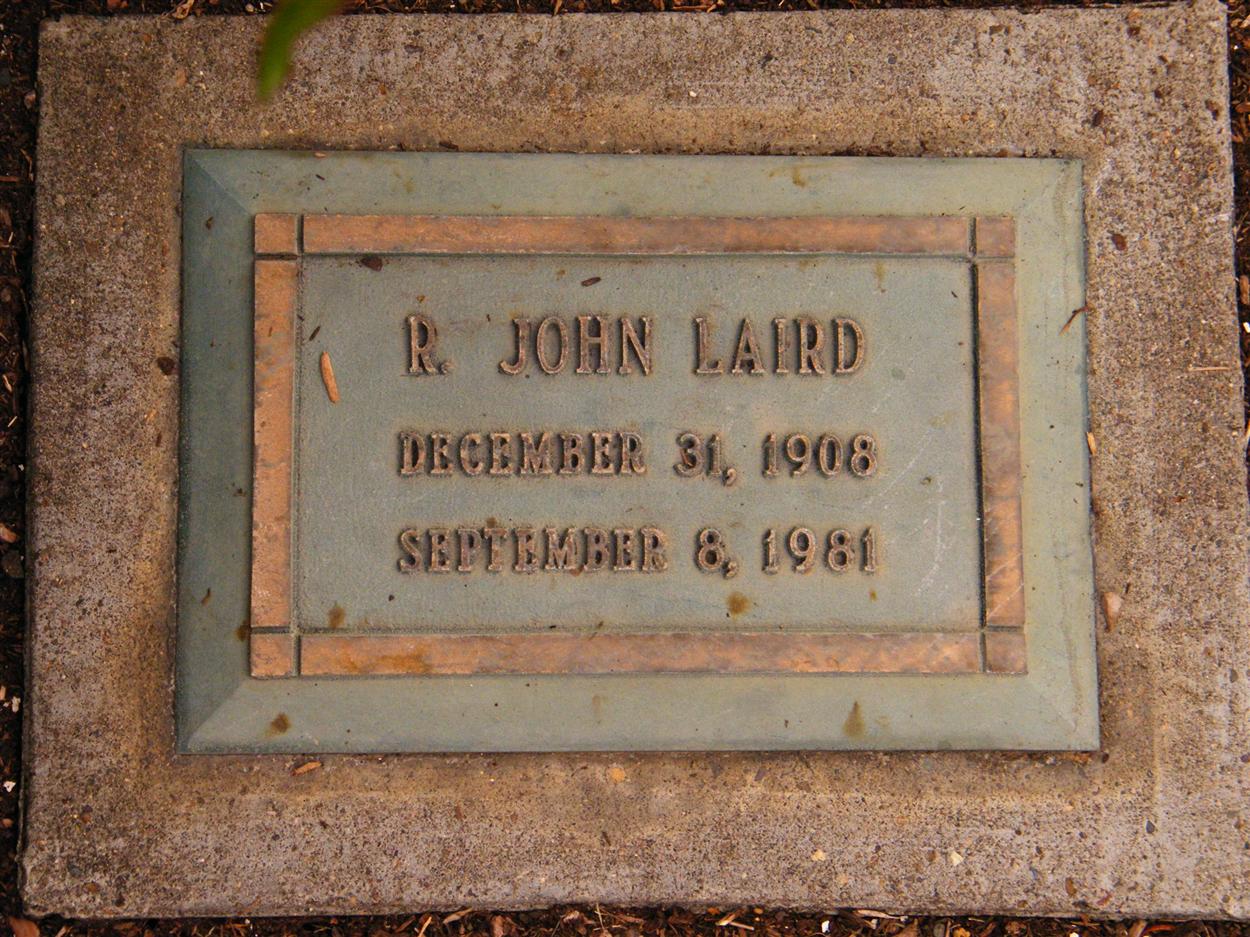 R. JOHN LAIRD
DECEMBER 31, 1908
SEPTEMBER 8, 1981